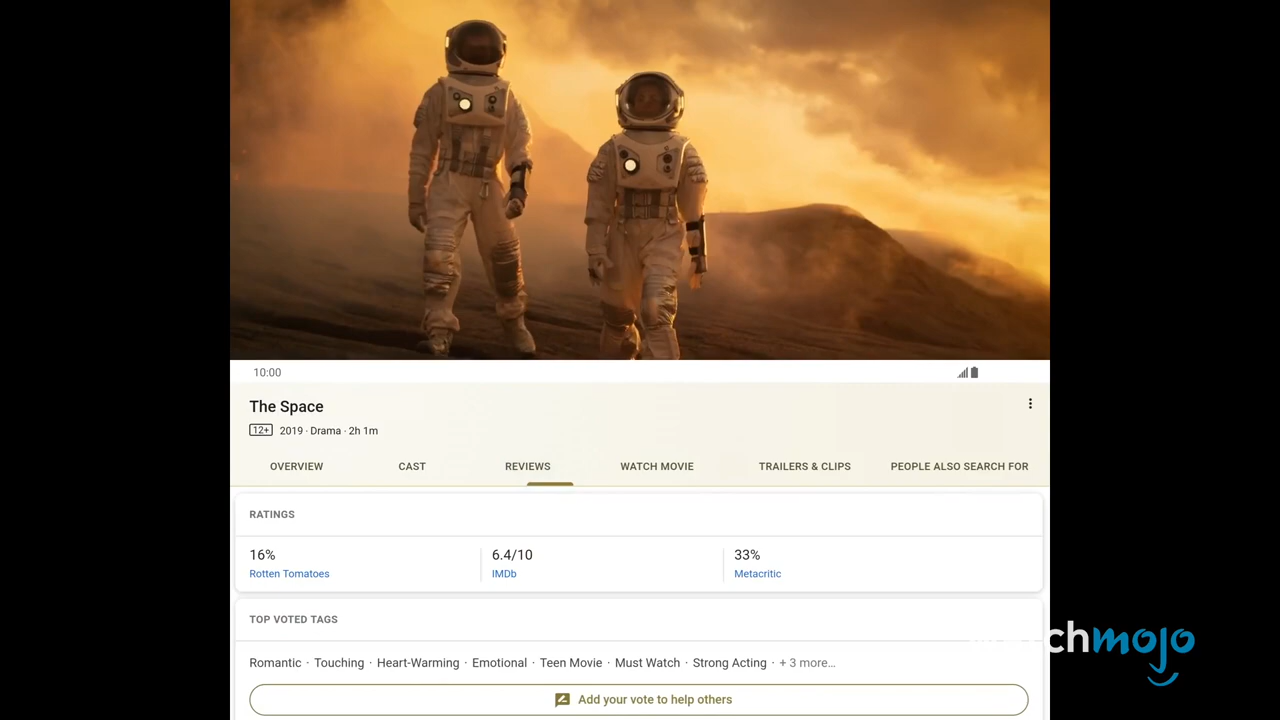 10:00
The Space
12+ 2019 · Drama · 2h 1m
OVERVIEW CAST REVIEWS WATCH MOVIE TRAILERS & CLIPS PEOPLE ALSO SEARCH FOR
RATINGS
16% 6.4/10 33%
Rotten Tomatoes IMDb Metacritic
TOP VOTED TAGS
chmojo
Romantic · Touching · Heart-Warming · Emotional · Teen Movie · Must Watch · Strong Acting · + 3 more...
Add your vote to help others